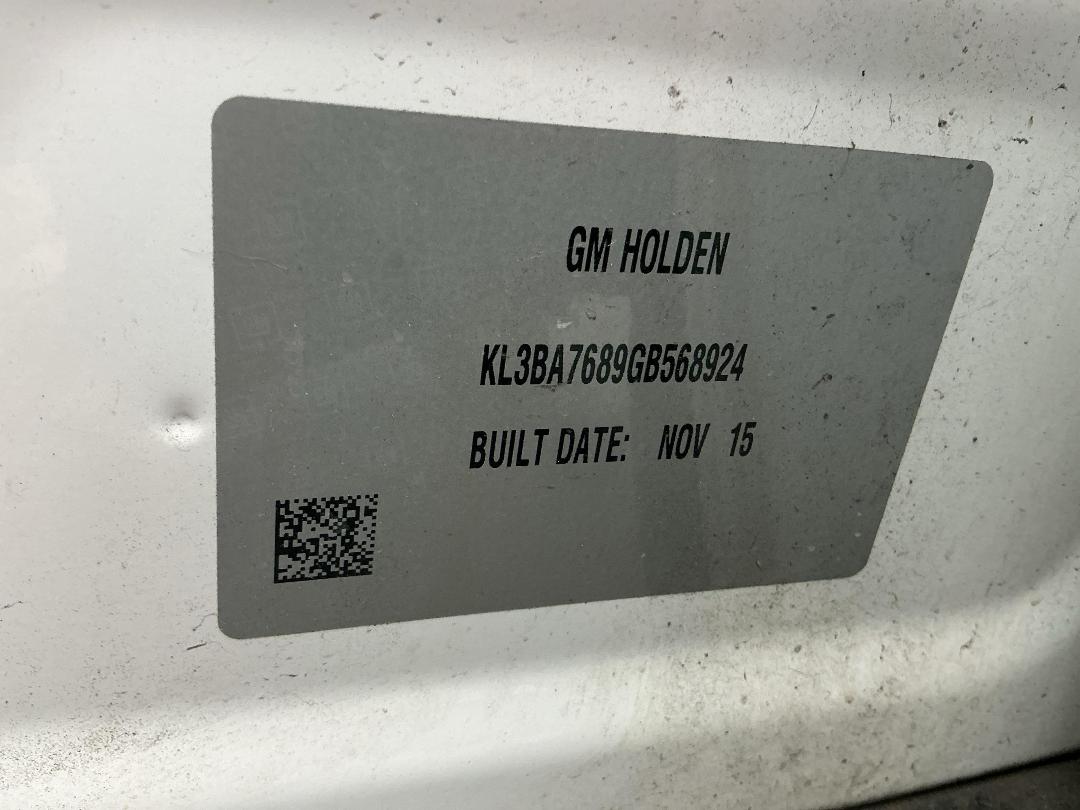 GM HOLDEN
KL3BA7689GB568924
BUILT DATE: NOV 15